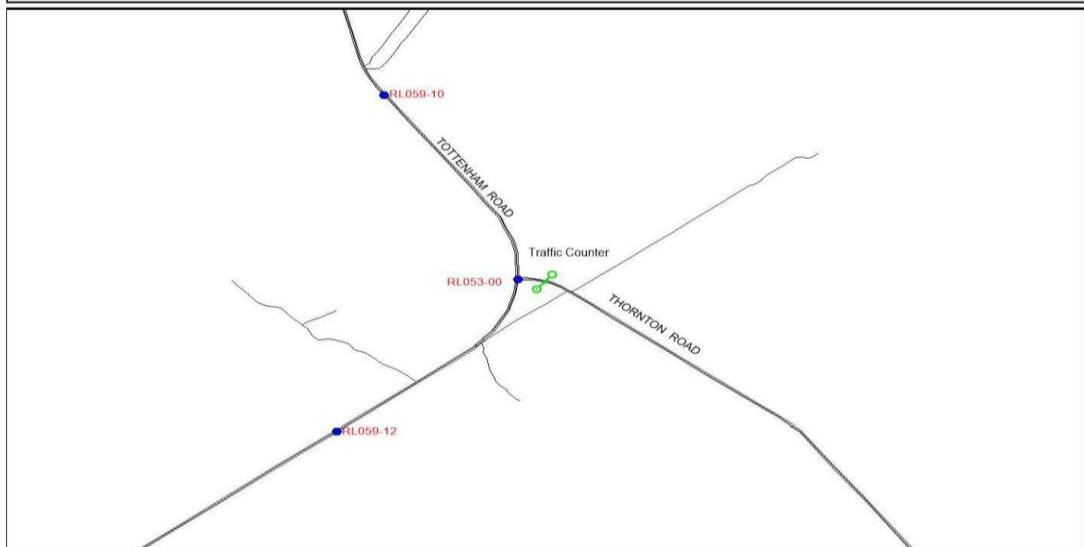 RL059-10
TOTTENHAM ROAD
Traffic Counter
RL053-00
THORNTON ROAD
RL059-12